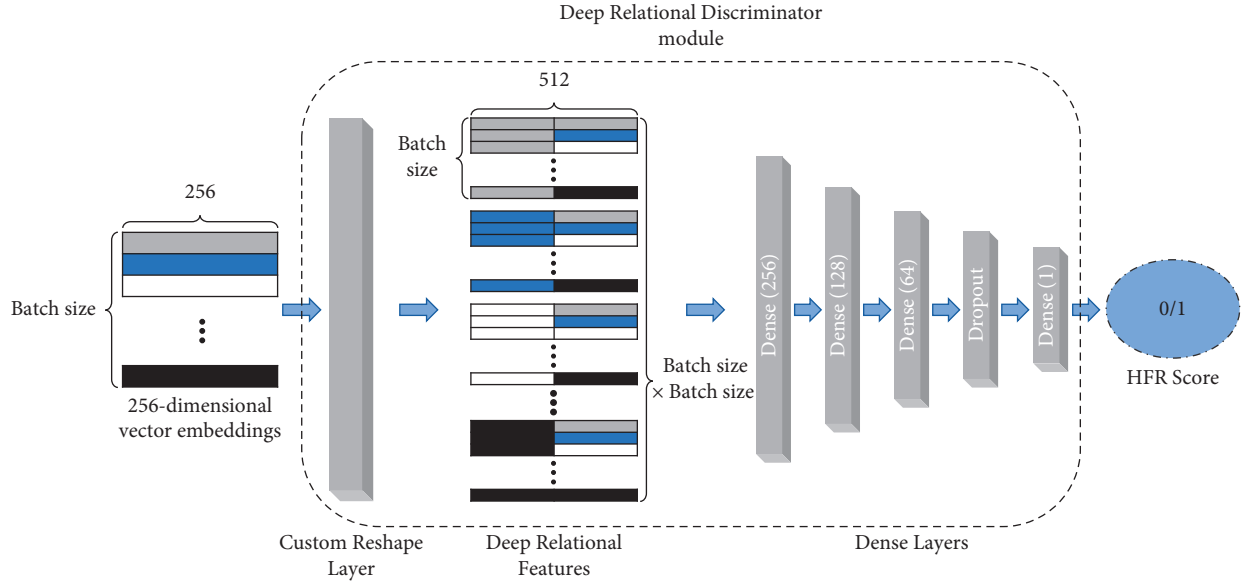 Deep Relational Discriminator
module
512
Batch
size
256
Batch size
256-dimensional
vector embeddings
Batch size
× Batch size
Dense (256)
Dense (128)
Dense (64)
Dropout
Dense (1)
0/1
HFR Score
Custom Reshape
Layer
Deep Relational
Features
Dense Layers